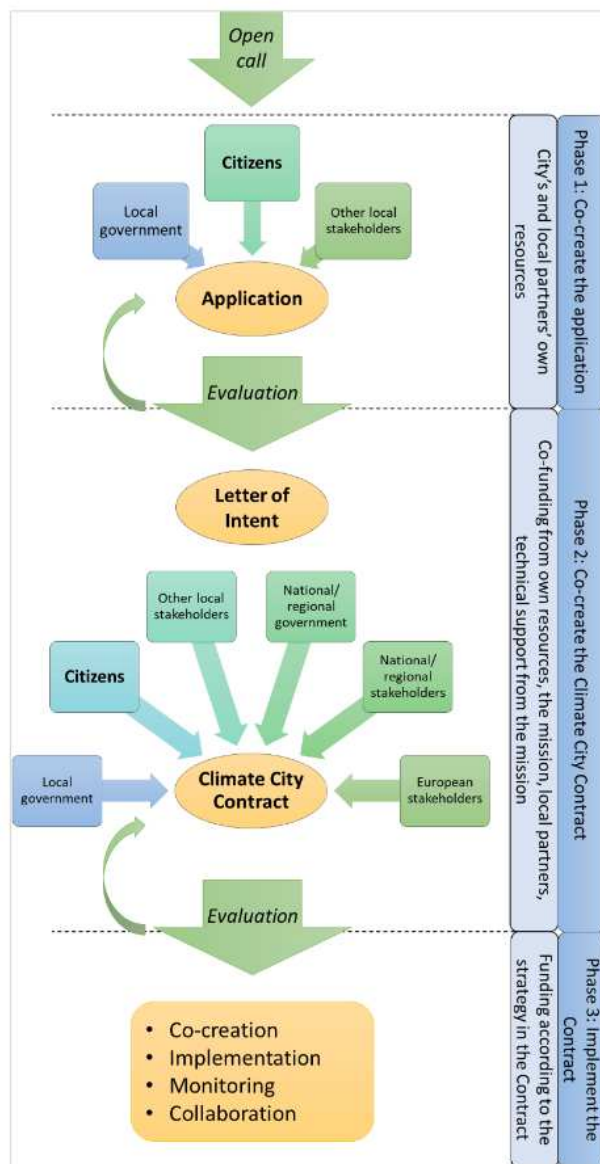 Open
call
Citizens
Local
government
Other local
stakeholders
Application
Evaluation
City's and local partners' own
resources
Phase 1: Co-create the application
Letter of
Intent
Other local
stakeholders
National/
regional
government
National/
regional
stakeholders
Citizens
Local
government
Climate City
Contract
European
stakeholders
Evaluation
Co-funding from own resources, the mission, local partners,
technical support from the mission
Phase 2: Co-create the Climate City Contract
• Co-creation
• Implementation
• Monitoring
• Collaboration
Funding according to the
strategy in the Contract
Phase 3: Implement the
Contract